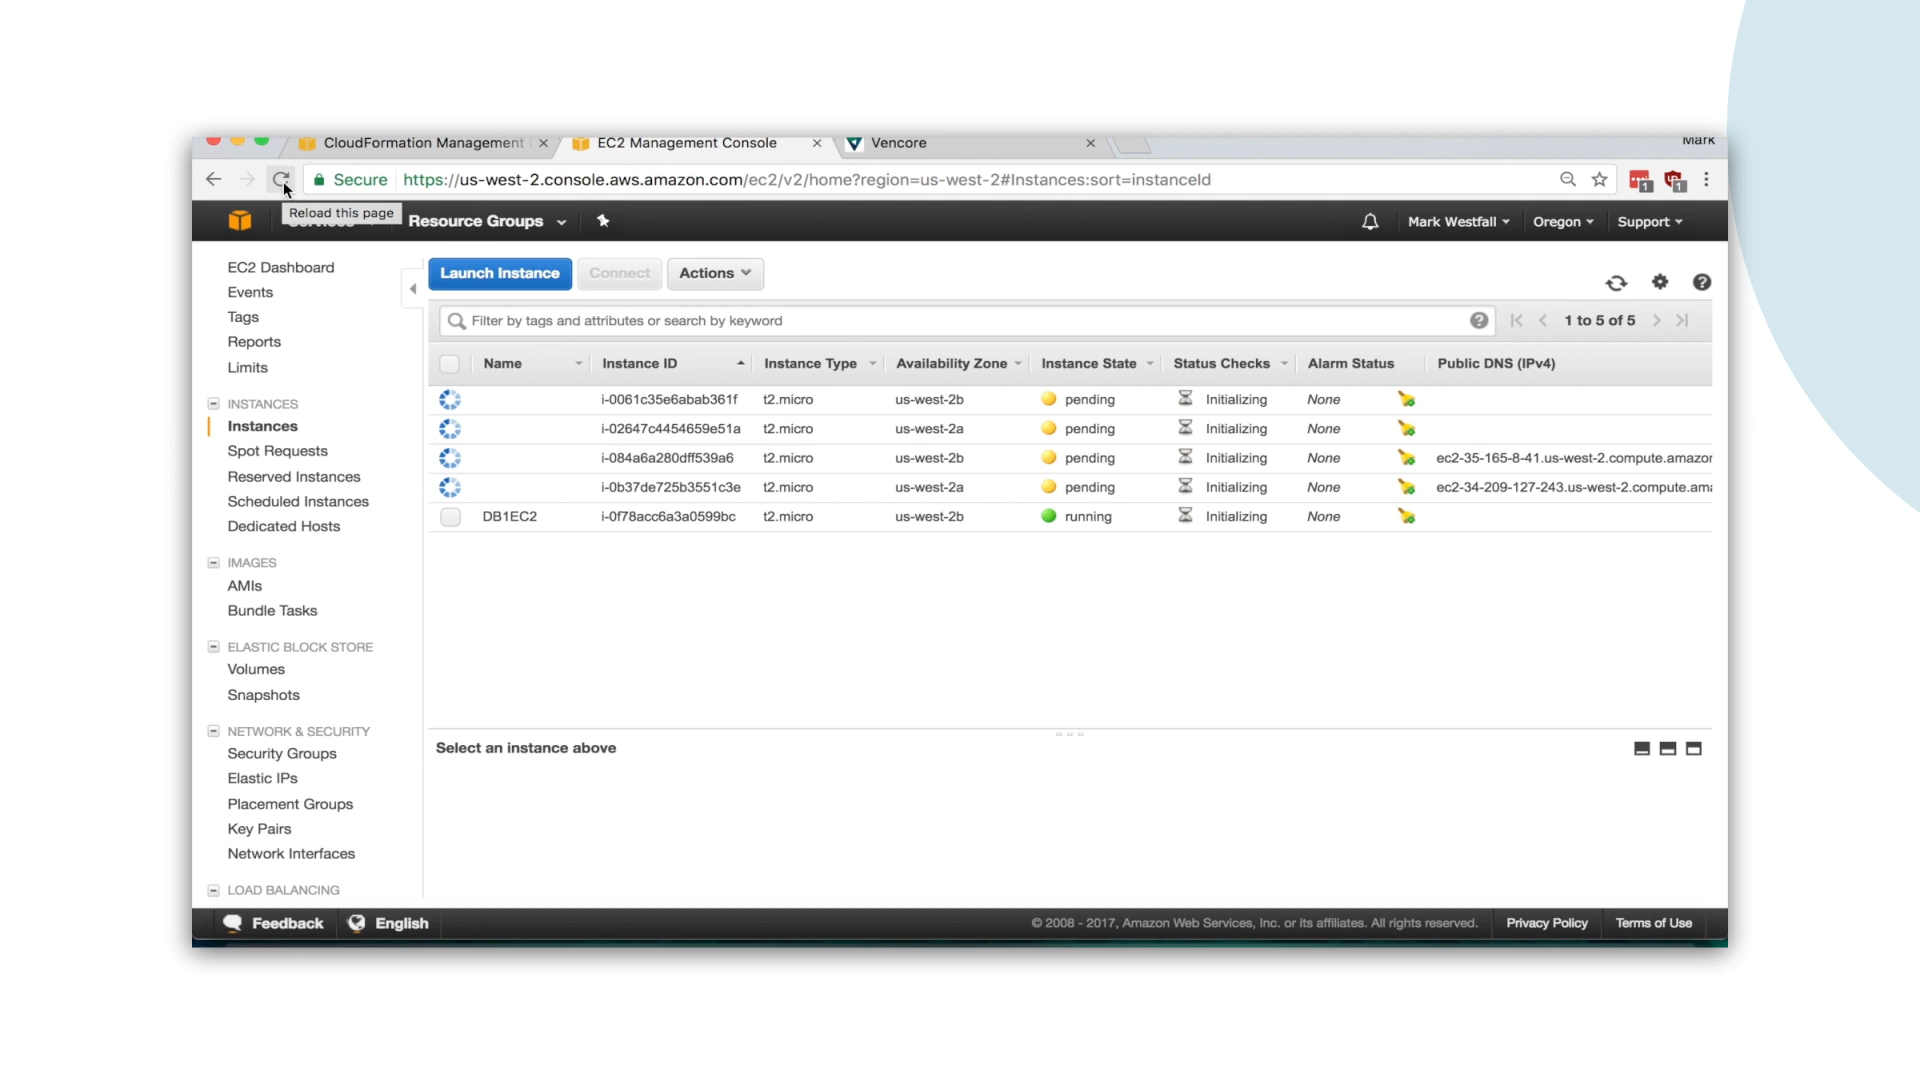 CloudFormation Management
EC2 Management Console
Vencore
Mark
Secure https://us-west-2.console.aws.amazon.com/ec2/v2/home?region=us-west-2#Instances:sort=instanceId
1
1
Reload this page
Services
Resource Groups
Mark Westfall
Oregon
Support
EC2 Dashboard
Events
Tags
Reports
Limits
INSTANCES
Instances
Spot Requests
Reserved Instances
Scheduled Instances
Dedicated Hosts
IMAGES
AMIs
Bundle Tasks
ELASTIC BLOCK STORE
Volumes
Snapshots
NETWORK & SECURITY
Security Groups
Elastic IPs
Placement Groups
Key Pairs
Network Interfaces
LOAD BALANCING
Launch Instance Connect Actions
Filter by tags and attributes or search by keyword
1 to 5 of 5
Name Instance ID Instance Type Availability Zone Instance State Status Checks Alarm Status Public DNS (IPv4)
i-0061c35e6abab361f t2.micro us-west-2b pending Initializing None
i-02647c4454659e51a t2.micro us-west-2a pending Initializing None
i-084a6a280dff539a6 t2.micro us-west-2b pending Initializing None ec2-35-165-8-41.us-west-2.compute.amazon
i-0b37de725b3551c3e t2.micro us-west-2a pending Initializing None ec2-34-209-127-243.us-west-2.compute.ama
DB1EC2 i-0f78acc6a3a0599bc t2.micro us-west-2b running Initializing None
Select an instance above
Feedback English
© 2008 - 2017, Amazon Web Services, Inc. or its affiliates. All rights reserved. Privacy Policy Terms of Use